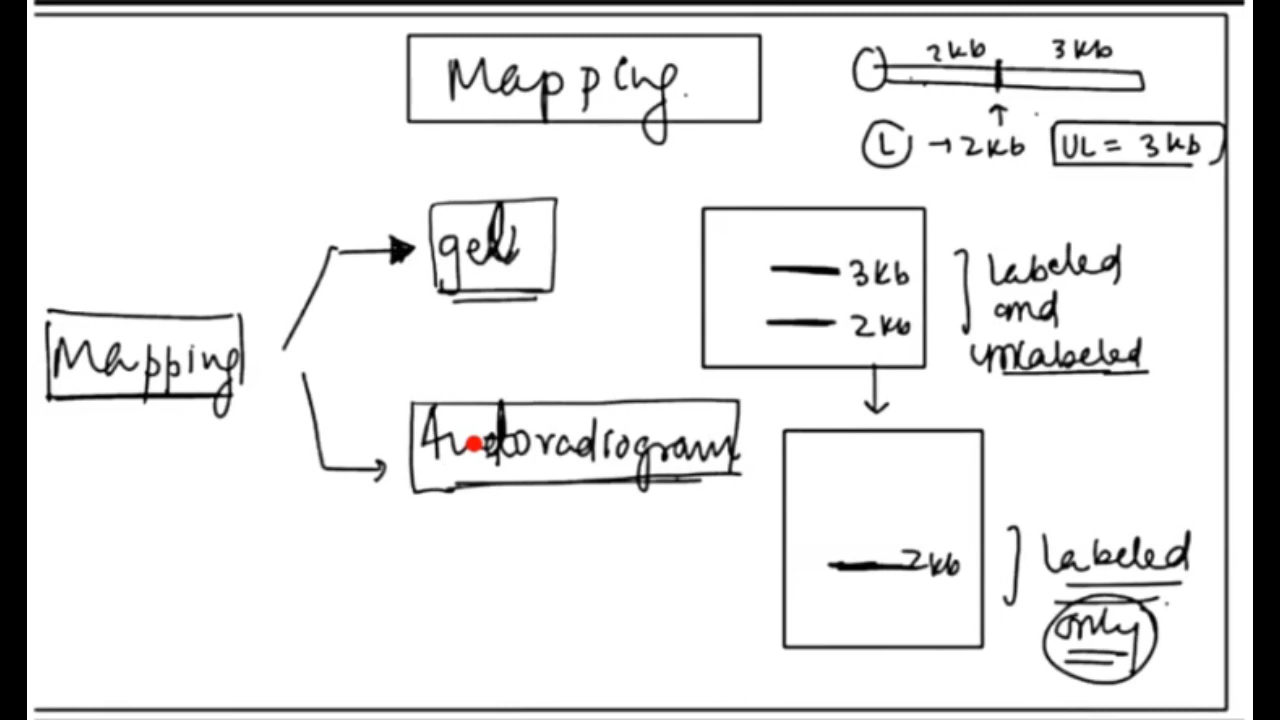 Mapping.
2kb 3kb
L → 2kb UL = 3kb
gel
3kb
2kb
labeled
and
unlabeled
Mapping
Autoradiogram
2kb
labeled
only